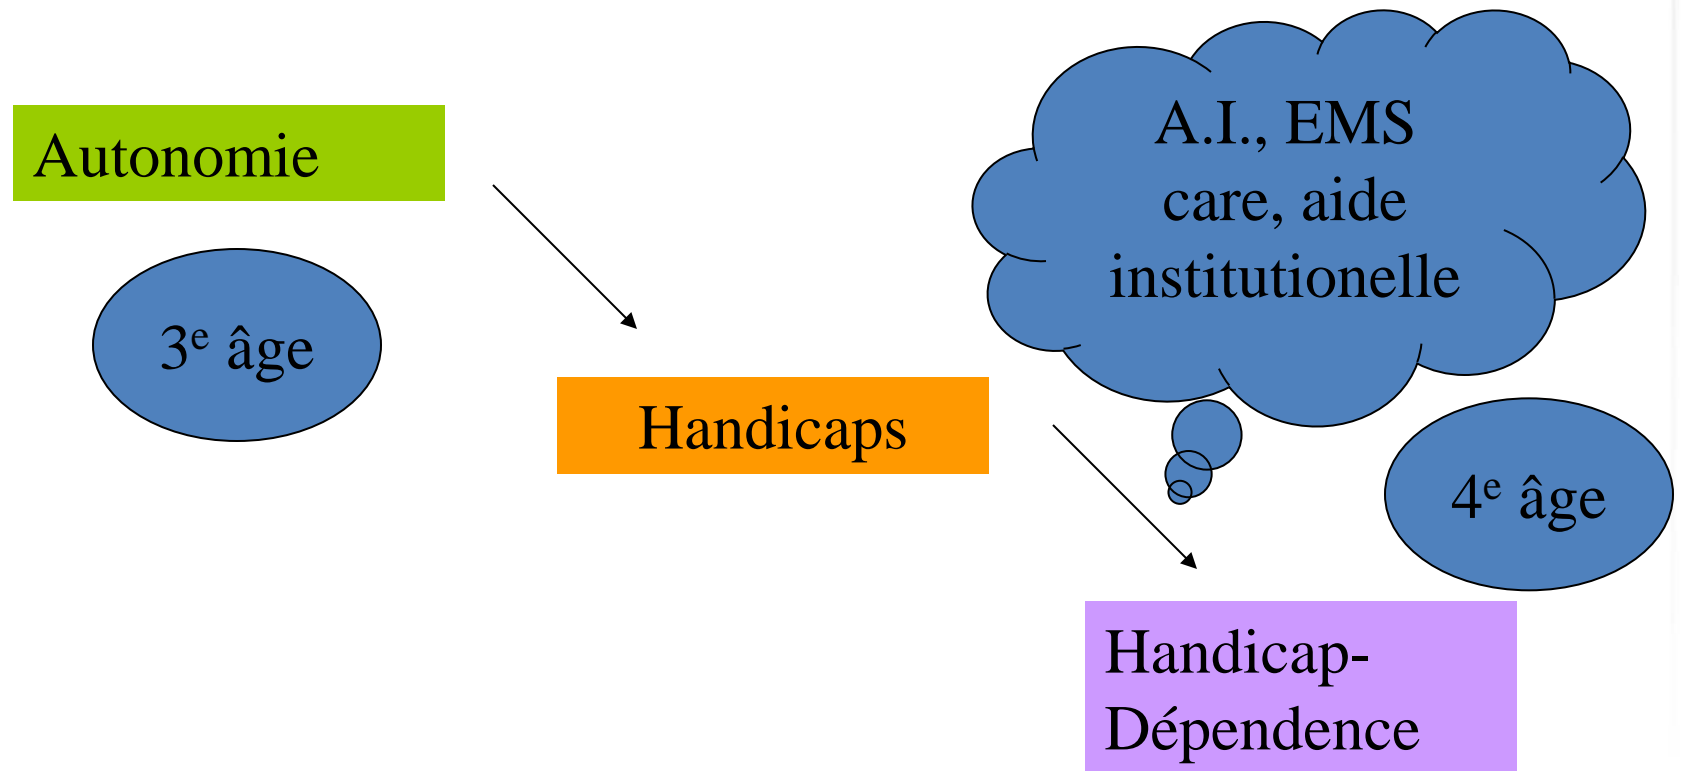 Autonomie
3e âge
Handicaps
A.I., EMS
care, aide
institutionelle
4e âge
Handicap-
Dépendence